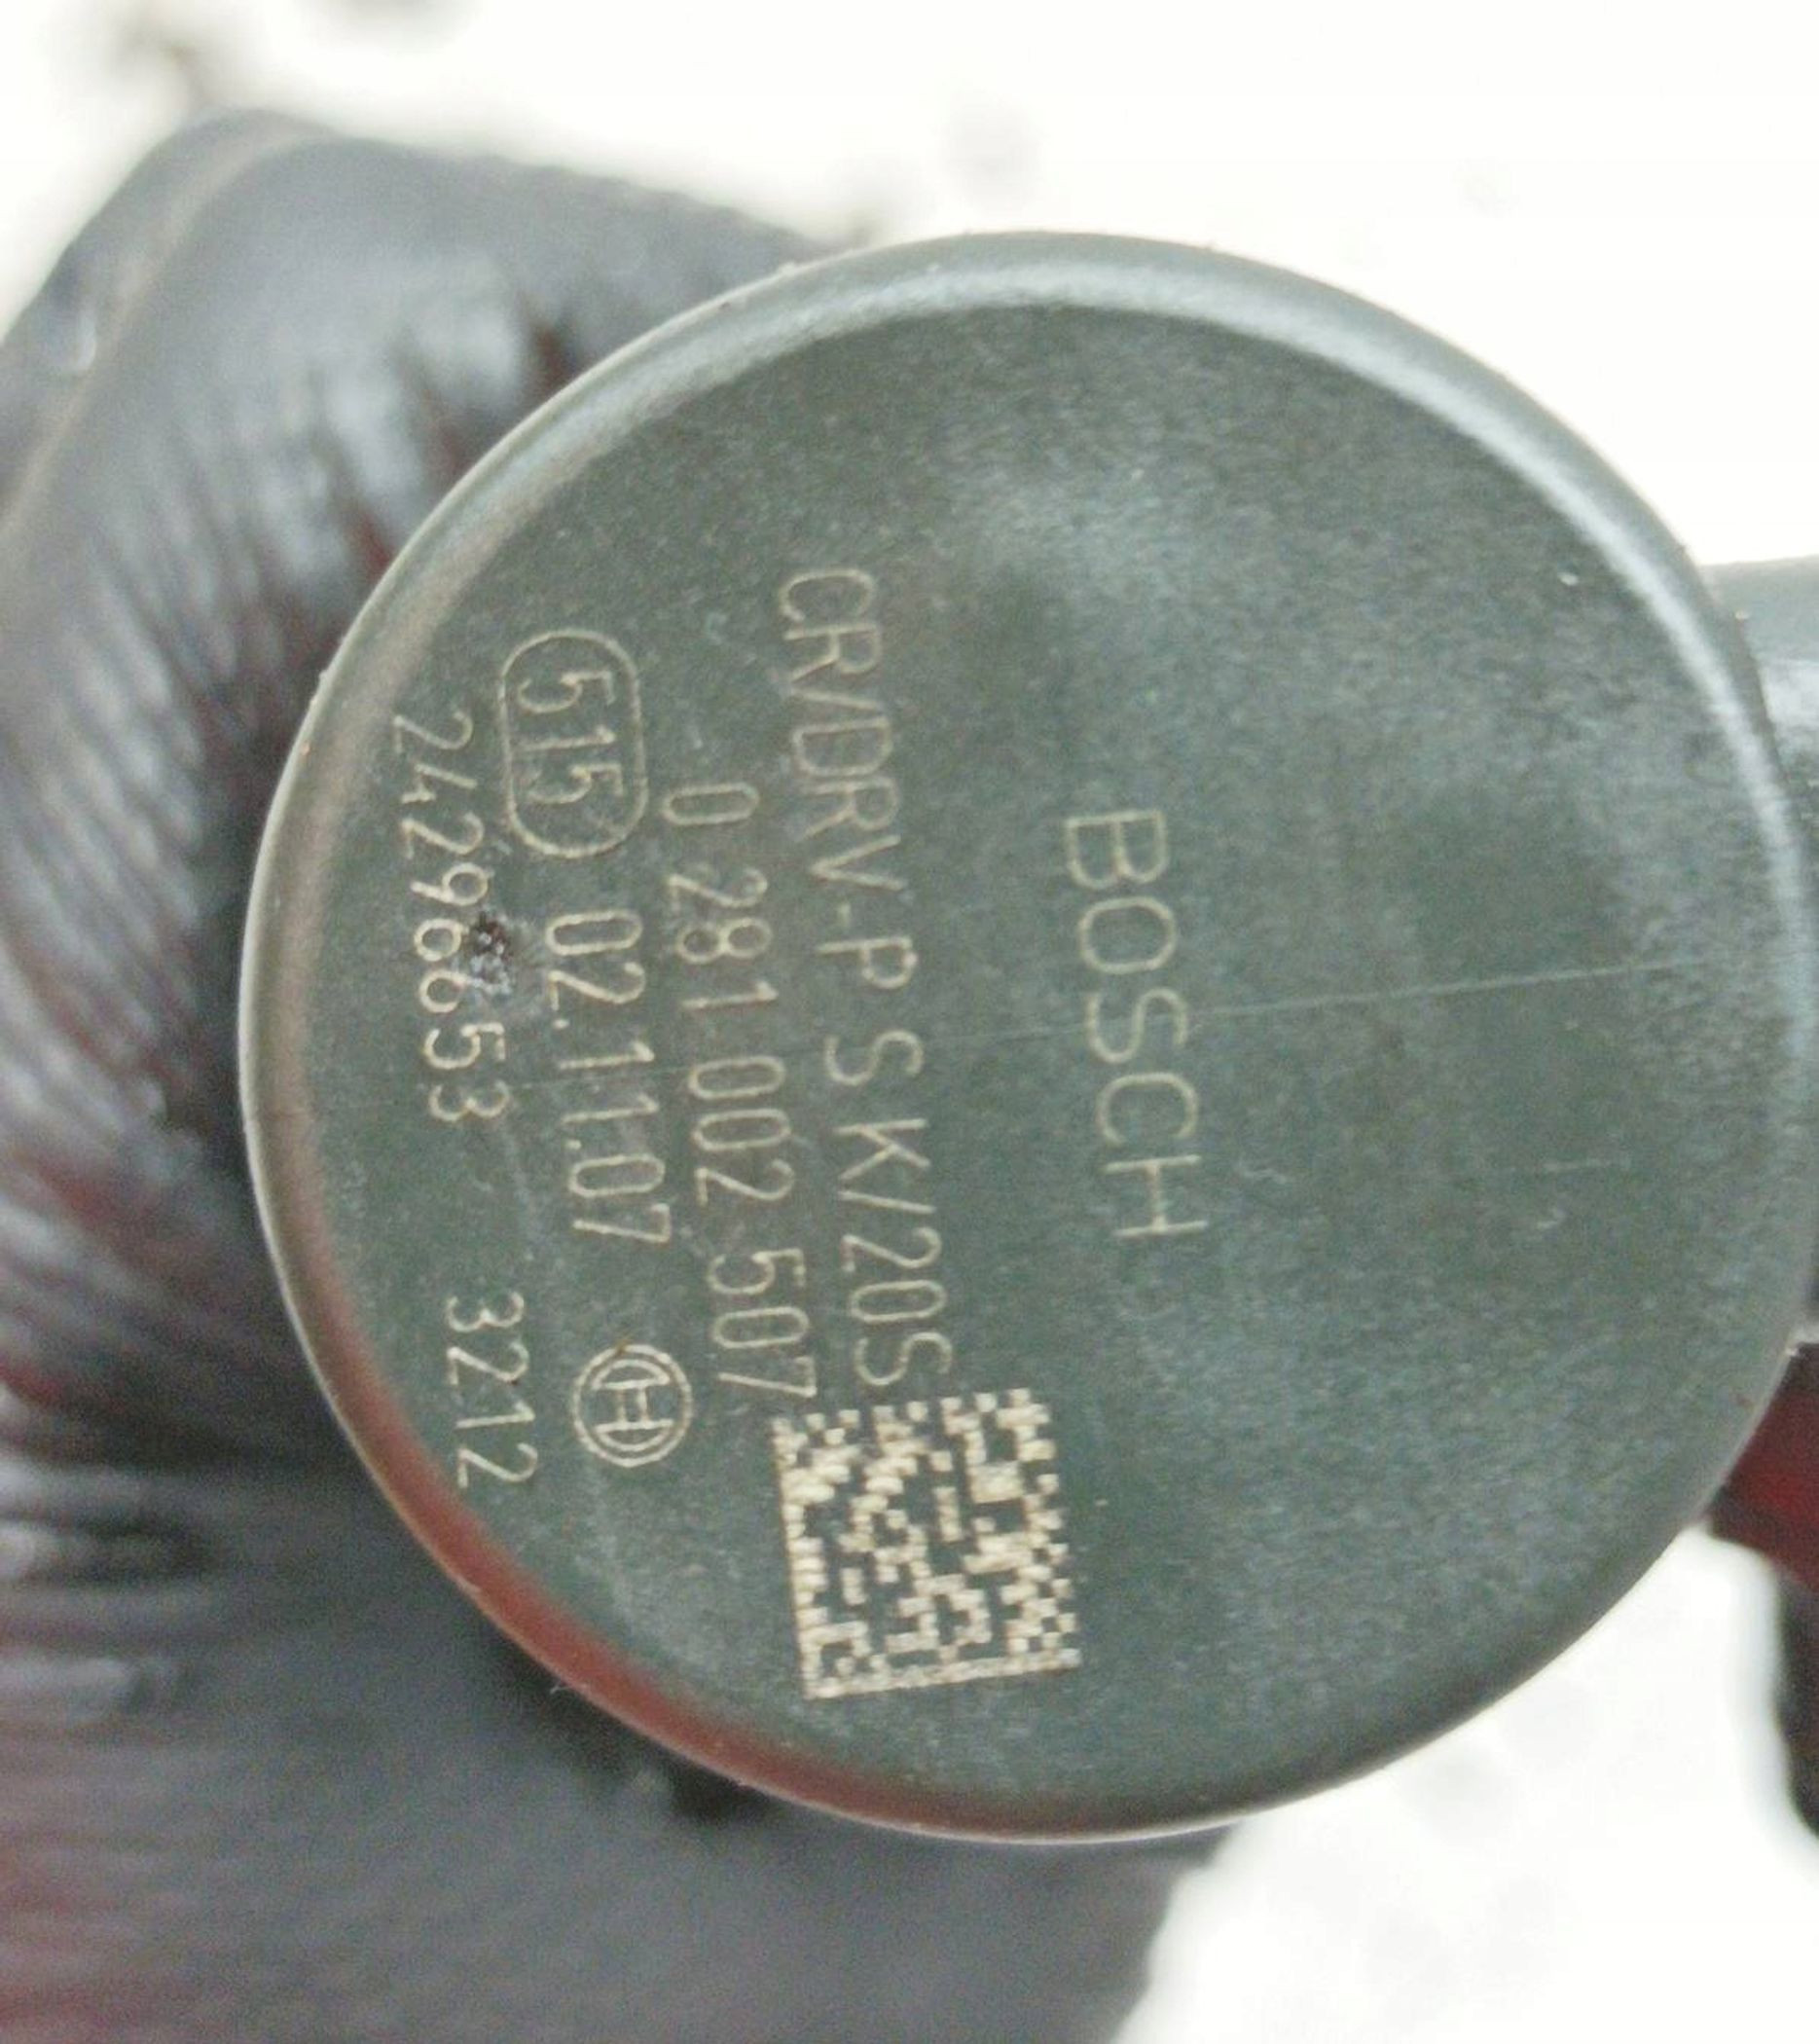 BOSCH
CR/DRV-P S K/20S
0 281 002 507
515 02.11.07
24296653 3212